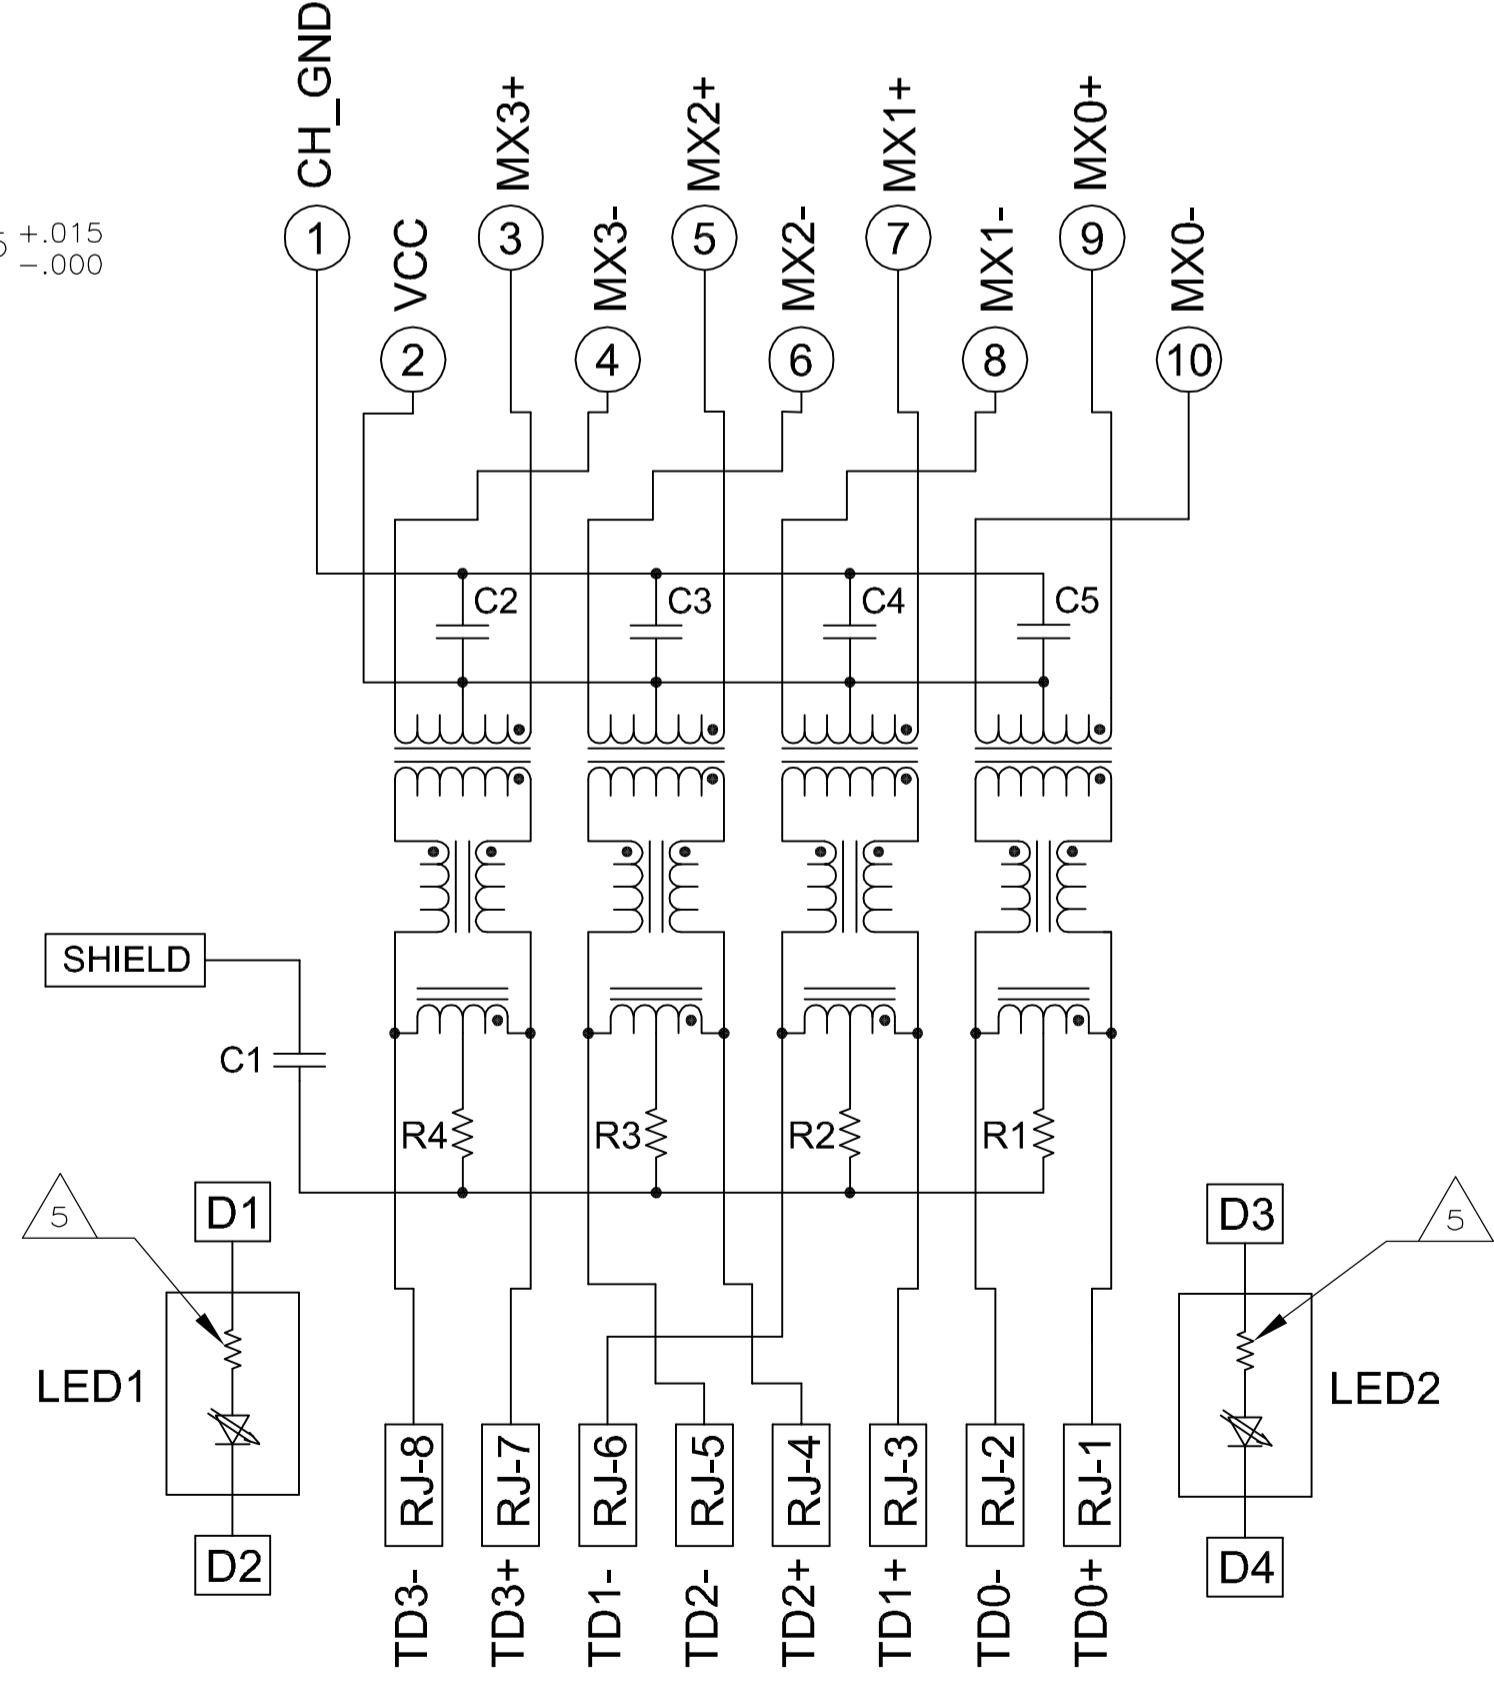 CH_GND
MX3+
MX2+
MX1+
MX0+
+.015
-.000
1
3
5
7
9
VCC
MX3-
MX2-
MX1-
MX0-
2
4
6
8
10
C2
C3
C4
C5
SHIELD
C1
R4
R3
R2
R1
5
D1
D3
5
LED1
LED2
RJ-8
RJ-7
RJ-6
RJ-5
RJ-4
RJ-3
RJ-2
RJ-1
D2
D4
TD3-
TD3+
TD1-
TD2-
TD2+
TD1+
TD0-
TD0+